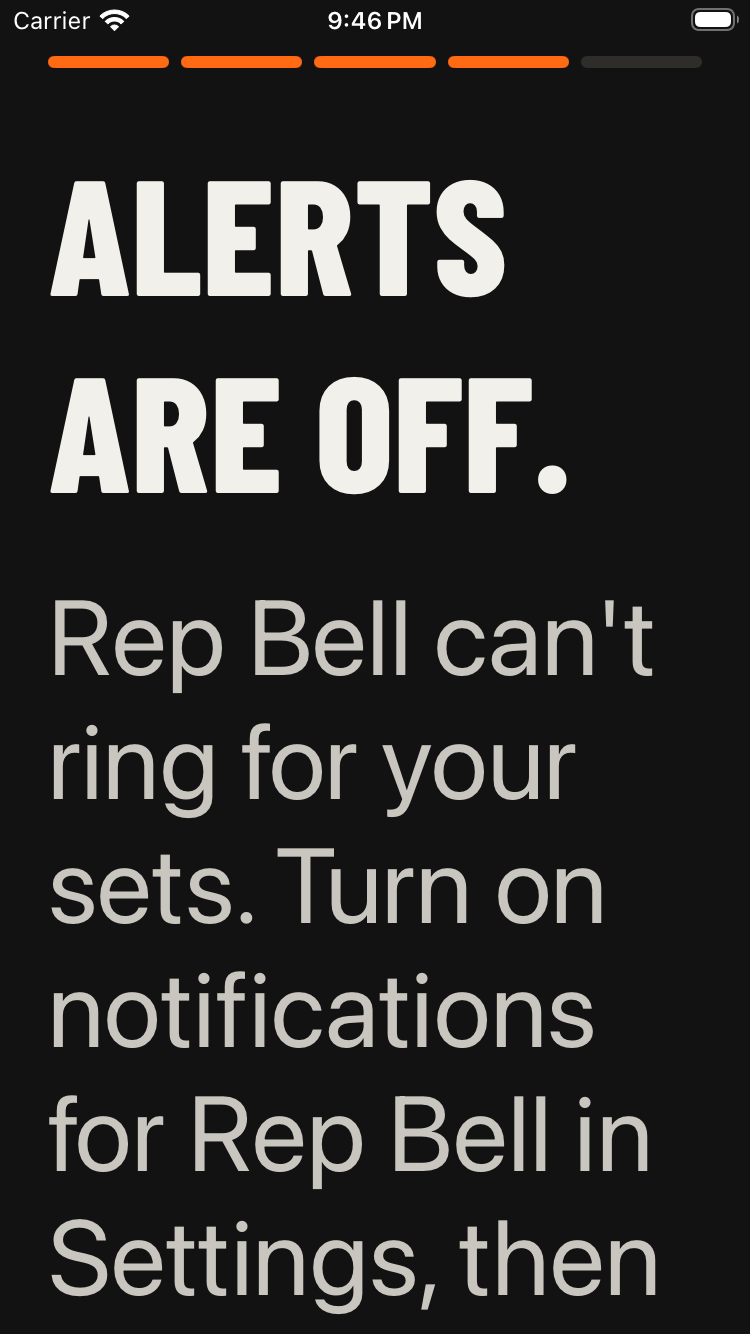 Carrier 9:46 PM
ALERTS
ARE OFF.
Rep Bell can't
ring for your
sets. Turn on
notifications
for Rep Bell in
Settings, then